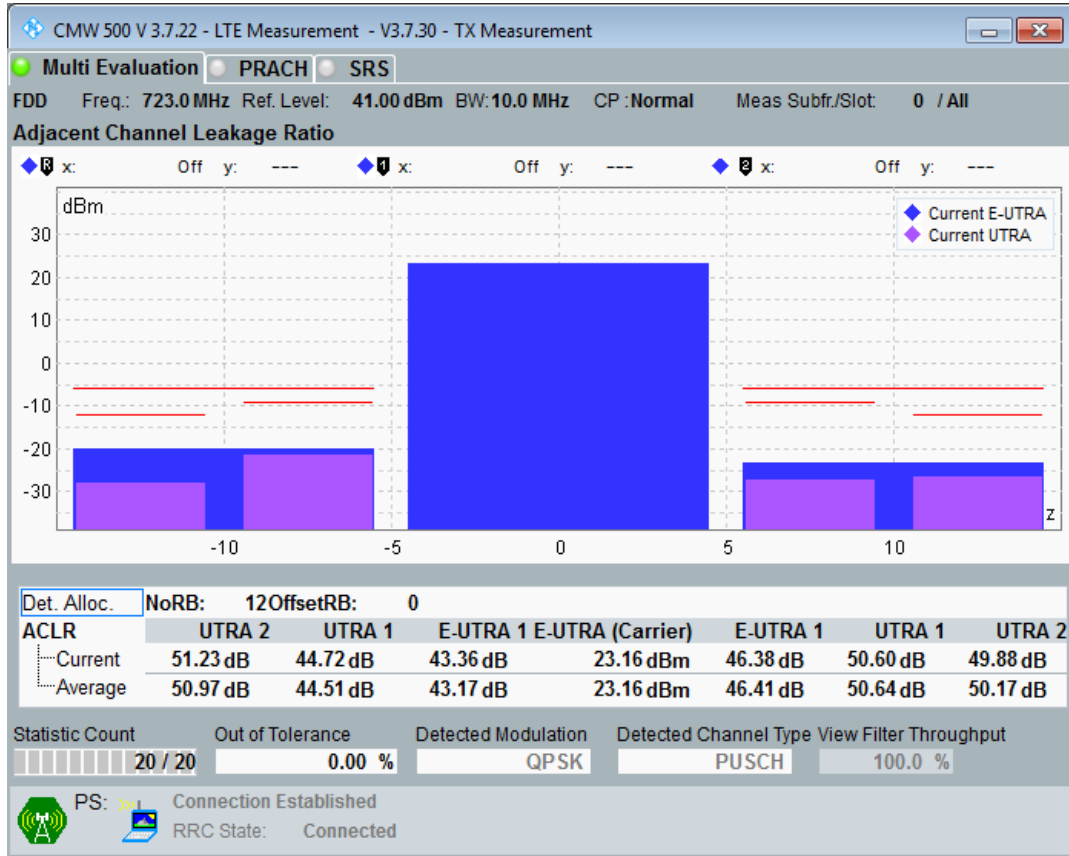 CMW 500 V 3.7.22 - LTE Measurement - V3.7.30 - TX Measurement
Multi Evaluation PRACH SRS
FDD Freq.: 723.0 MHz Ref. Level: 41.00 dBm BW: 10.0 MHz CP : Normal Meas Subfr./Slot: 0 / All
Adjacent Channel Leakage Ratio
R x: Off y: --- 1 x: Off y: --- 2 x: Off y: ---
dBm
Current E-UTRA
Current UTRA
30
20
10
0
-10
-20
-30
z
-10 -5 0 5 10
Det. Alloc. NoRB: 12 OffsetRB: 0
ACLR UTRA 2 UTRA 1 E-UTRA 1 E-UTRA (Carrier) E-UTRA 1 UTRA 1 UTRA 2
Current 51.23 dB 44.72 dB 43.36 dB 23.16 dBm 46.38 dB 50.60 dB 49.88 dB
Average 50.97 dB 44.51 dB 43.17 dB 23.16 dBm 46.41 dB 50.64 dB 50.17 dB
Statistic Count Out of Tolerance Detected Modulation Detected Channel Type View Filter Throughput
20 / 20 0.00 % QPSK PUSCH 100.0 %
PS: Connection Established
RRC State: Connected